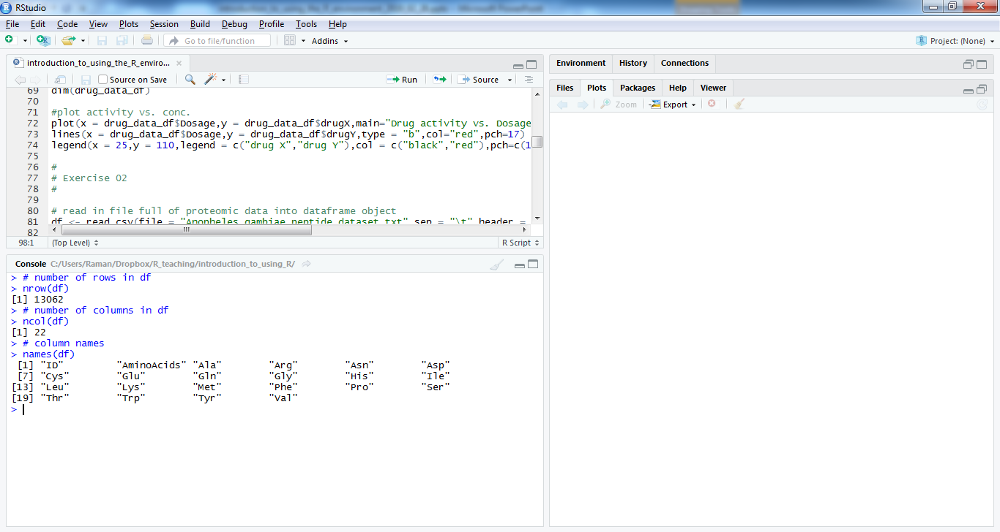 RStudio
File Edit Code View Plots Session Build Debug Profile Tools Help
Go to file/function Addins Project: (None)
introduction_to_using_the_R_enviro...
Source on Save Run Source
69 dim(drug_data_df)
70
71 #plot activity vs. conc.
72 plot(x = drug_data_df$Dosage,y = drug_data_df$drugX,main="Drug activity vs. Dosage
73 lines(x = drug_data_df$Dosage,y = drug_data_df$drugY,type = "b",col="red",pch=17)
74 legend(x = 25,y = 110,legend = c("drug X","drug Y"),col = c("black","red"),pch=c(1
75
76 #
77 # Exercise 02
78 #
79
80 # read in file full of proteomic data into dataframe object
81 df <- read.csv(file = "Anopheles_gambiae_peptide_dataset.txt",sep = "\t",header =
82
98:1 (Top Level) R Script
Console C:/Users/Raman/Dropbox/R_teaching/introduction_to_using_R/
> # number of rows in df
> nrow(df)
[1] 13062
> # number of columns in df
> ncol(df)
[1] 22
> # column names
> names(df)
[1] "ID" "AminoAcids" "Ala" "Arg" "Asn" "Asp"
[7] "Cys" "Glu" "Gln" "Gly" "His" "Ile"
[13] "Leu" "Lys" "Met" "Phe" "Pro" "Ser"
[19] "Thr" "Trp" "Tyr" "Val"
>
Environment History Connections
Files Plots Packages Help Viewer
Zoom Export